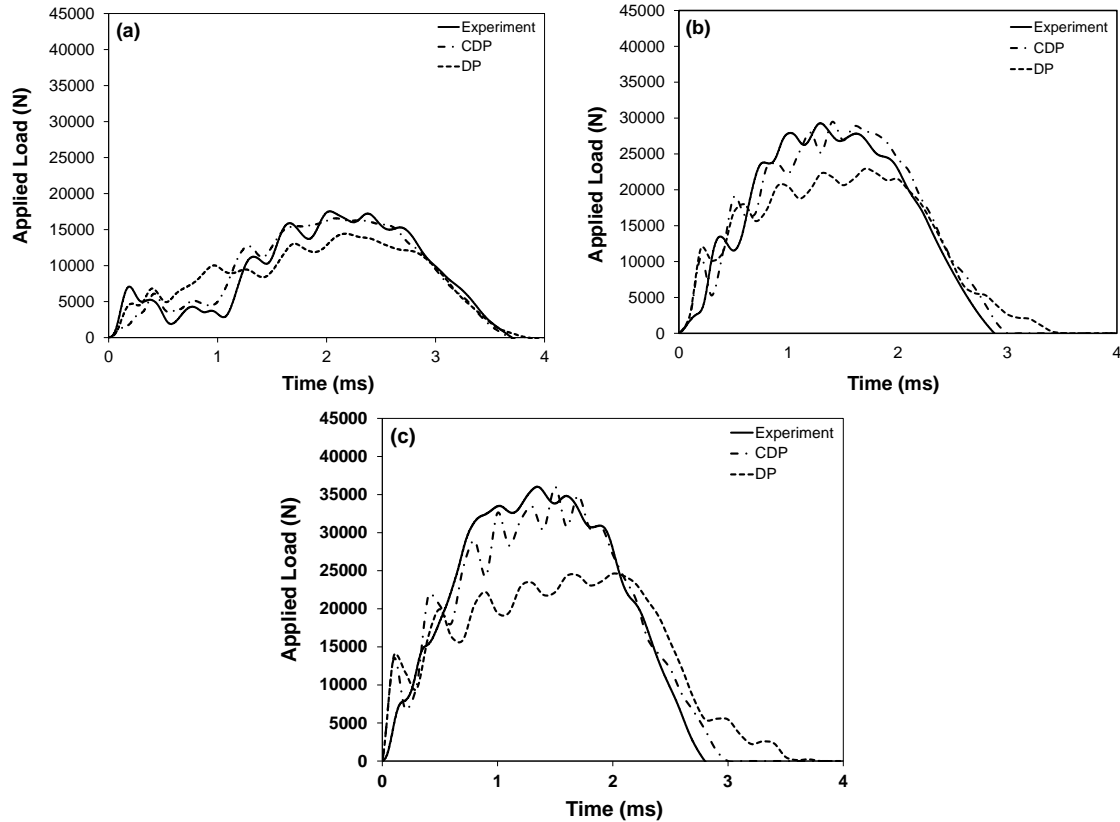 (a)
Experiment
CDP
DP
45000
40000
35000
30000
25000
20000
15000
10000
5000
0
Applied Load (N)
0 1 2 3 4
Time (ms)
(b)
Experiment
CDP
DP
45000
40000
35000
30000
25000
20000
15000
10000
5000
0
Applied Load (N)
0 1 2 3 4
Time (ms)
(c)
Experiment
CDP
DP
45000
40000
35000
30000
25000
20000
15000
10000
5000
0
Applied Load (N)
0 1 2 3 4
Time (ms)